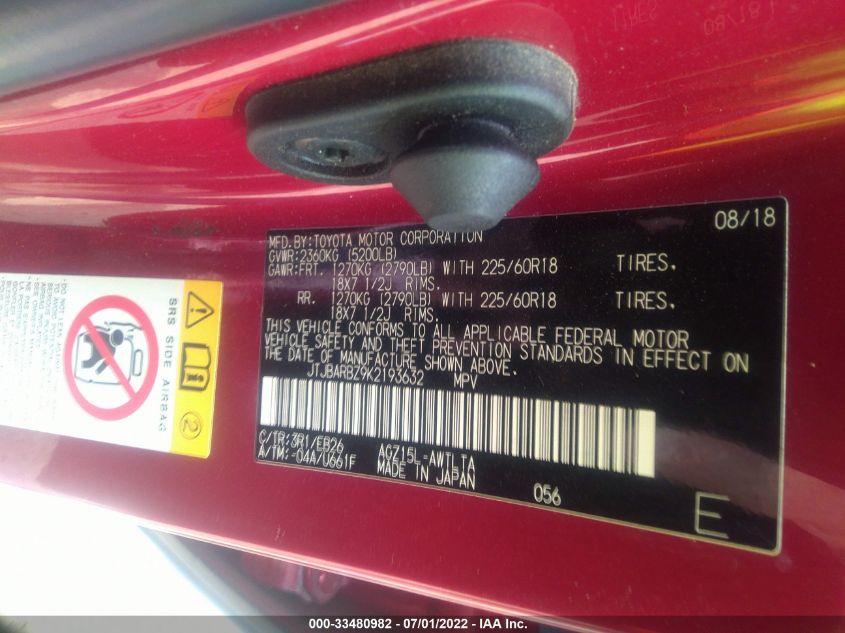 08/18
MFD.BY:TOYOTA MOTOR CORPORATION
GVWR:2360KG (5200LB)
GAWR:FRT. 1270KG (2790LB) WITH 225/60R18 TIRES.
18X7 1/2J RIMS.
RR. 1270KG (2790LB) WITH 225/60R18 TIRES.
18X7 1/2J RIMS.
THIS VEHICLE CONFORMS TO ALL APPLICABLE FEDERAL MOTOR
VEHICLE SAFETY AND THEFT PREVENTION STANDARDS IN EFFECT ON
THE DATE OF MANUFACTURE SHOWN ABOVE.
JTJBARBZ9K2193632 MPV
C/TR:3R1/EB26 AGZ15L-AWTLTA
A/TM:-04A/U661F MADE IN JAPAN
056
E
SRS SIDE AIRBAG
2
000-33480982 - 07/01/2022 - IAA Inc.